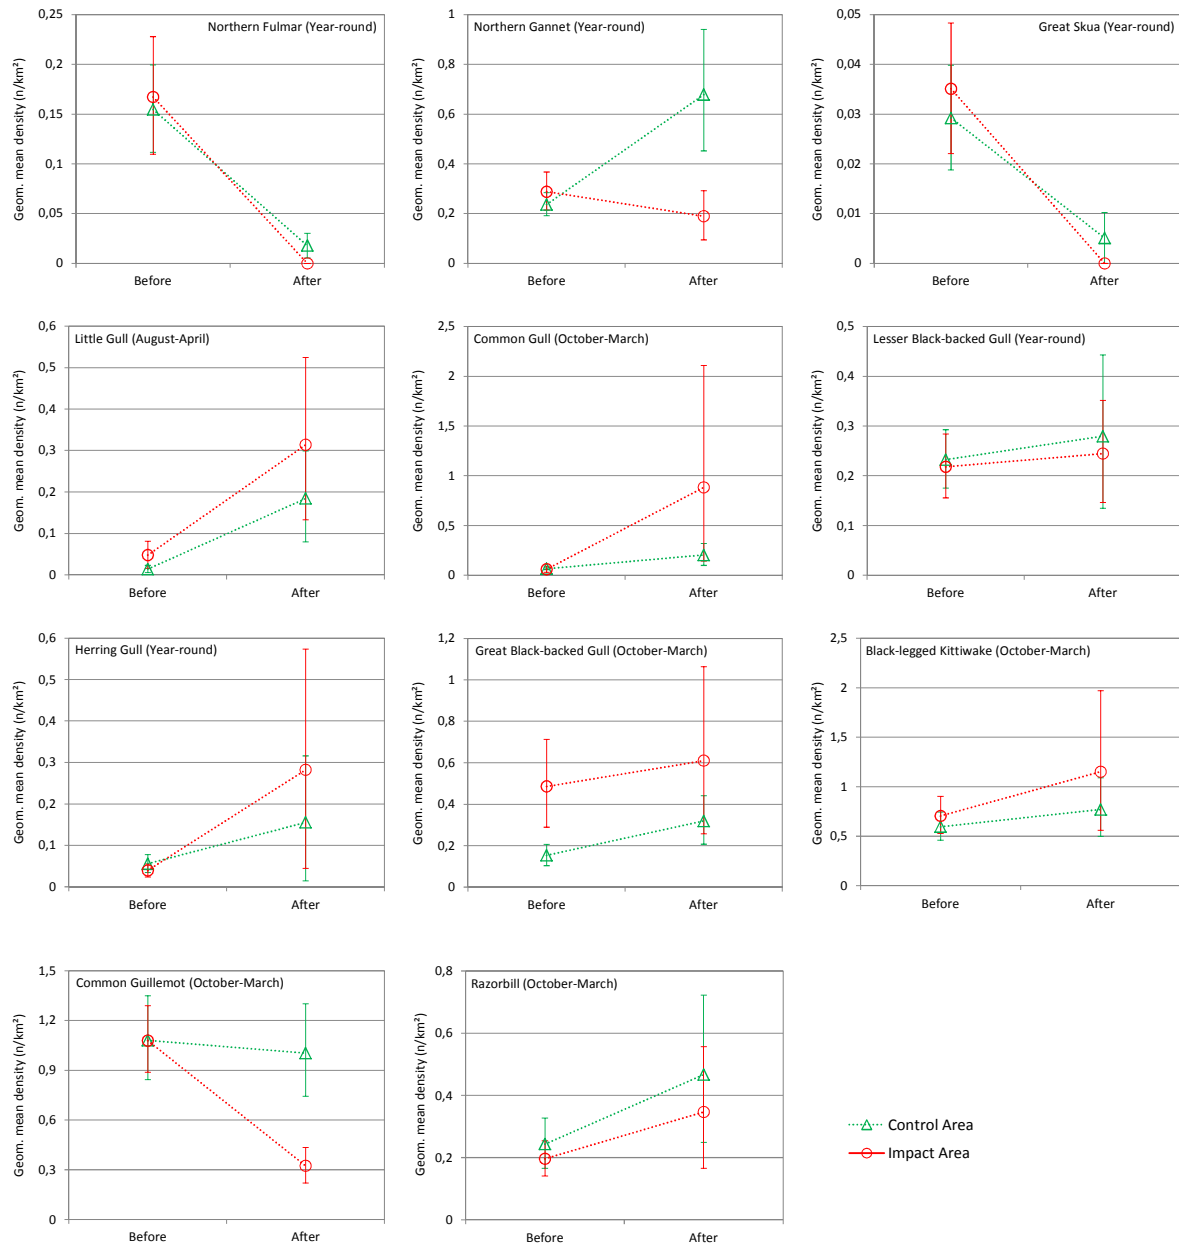 Northern Fulmar (Year-round)
Geom. mean density (n/km²)
0,25
0,2
0,15
0,1
0,05
0
Before
After
Northern Gannet (Year-round)
Geom. mean density (n/km²)
1
0,8
0,6
0,4
0,2
0
Before
After
Great Skua (Year-round)
Geom. mean density (n/km²)
0,05
0,04
0,03
0,02
0,01
0
Before
After
Little Gull (August-April)
Geom. mean density (n/km²)
0,6
0,5
0,4
0,3
0,2
0,1
0
Before
After
Common Gull (October-March)
Geom. mean density (n/km²)
2,5
2
1,5
1
0,5
0
Before
After
Lesser Black-backed Gull (Year-round)
Geom. mean density (n/km²)
0,5
0,4
0,3
0,2
0,1
0
Before
After
Herring Gull (Year-round)
Geom. mean density (n/km²)
0,6
0,5
0,4
0,3
0,2
0,1
0
Before
After
Great Black-backed Gull (October-March)
Geom. mean density (n/km²)
1,2
1
0,8
0,6
0,4
0,2
0
Before
After
Black-legged Kittiwake (October-March)
Geom. mean density (n/km²)
2,5
2
1,5
1
0,5
0
Before
After
Common Guillemot (October-March)
Geom. mean density (n/km²)
1,5
1,2
0,9
0,6
0,3
0
Before
After
Razorbill (October-March)
Geom. mean density (n/km²)
0,8
0,6
0,4
0,2
0
Before
After
Control Area
Impact Area